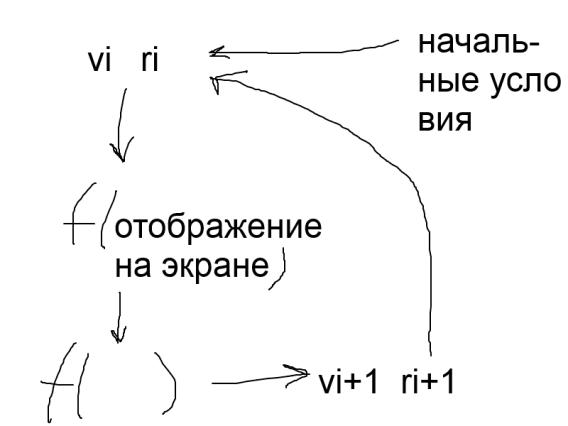 vi ri
началь-
ные усло
вия
f(отображение
на экране)
f( )
vi+1 ri+1